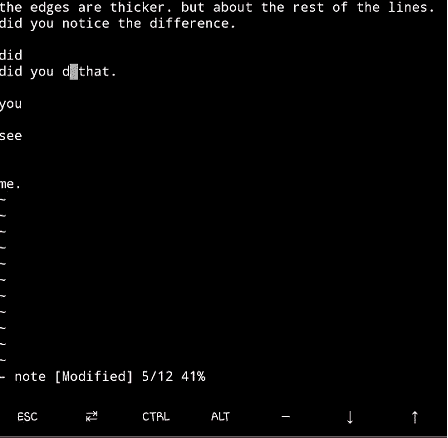 the edges are thicker. but about the rest of the lines.
did you notice the difference.
did
did you d that.
you
see
me.
~
~
~
~
~
~
~
~
~
~
~
- note [Modified] 5/12 41%
ESC ⇄ CTRL ALT — ↓ ↑